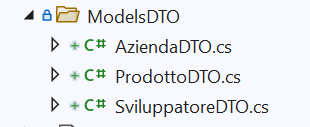 ModelsDTO
C# AziendaDTO.cs
C# ProdottoDTO.cs
C# SviluppatoreDTO.cs